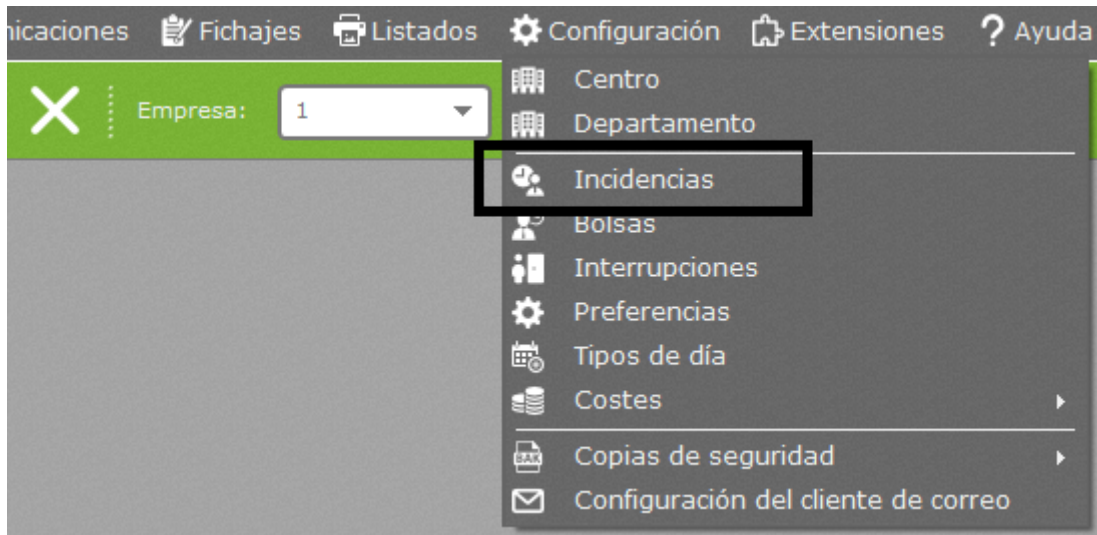 Fichajes Listados Configuración Extensiones ? Ayuda
Empresa: 1
Centro
Departamento
Incidencias
Bolsas
Interrupciones
Preferencias
Tipos de día
Costes
BAK Copias de seguridad
Configuración del cliente de correo